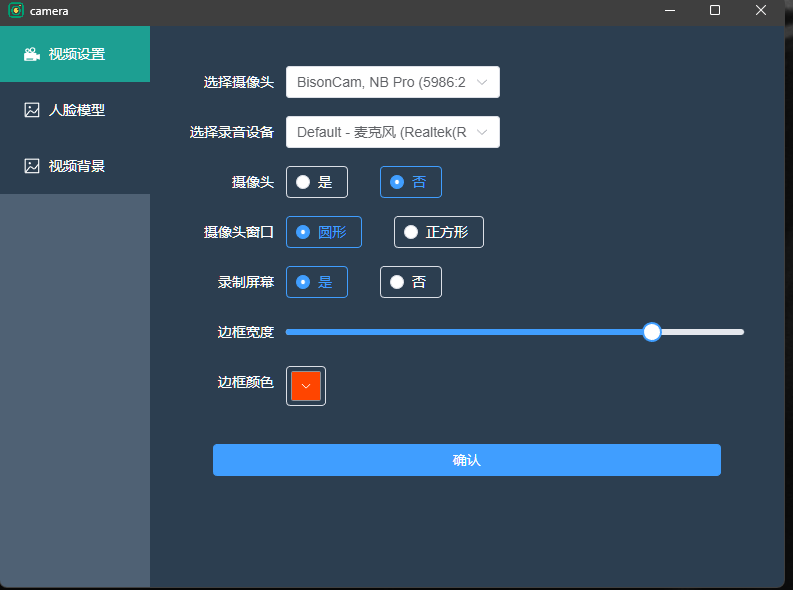 camera
视频设置
人脸模型
视频背景
选择摄像头 BisonCam, NB Pro (5986:2
选择录音设备 Default - 麦克风 (Realtek(R
摄像头 是 否
摄像头窗口 圆形 正方形
录制屏幕 是 否
边框宽度
边框颜色
确认